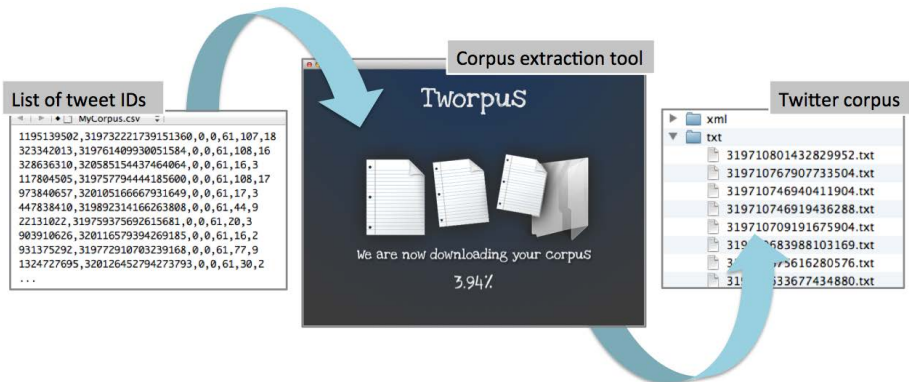 List of tweet IDs
MyCorpus.csv
1195139502,319732221739151360,0,0,61,107,18
323342013,319761409930051584,0,0,61,108,16
328636310,320585154437464064,0,0,61,16,3
117804505,319757794444185600,0,0,61,108,17
973840657,320105166667931649,0,0,61,17,3
447838410,319892314166263808,0,0,61,44,9
22131022,319759375692615681,0,0,61,20,3
903910626,320116579394269185,0,0,61,16,2
931375292,319772910703239168,0,0,61,77,9
1324727695,320126452794273793,0,0,61,30,2
...
Corpus extraction tool
Tworpus
We are now downloading your corpus
3.94%
Twitter corpus
xml
txt
319710801432829952.txt
319710767907733504.txt
319710746940411904.txt
319710746919436288.txt
319710709191675904.txt